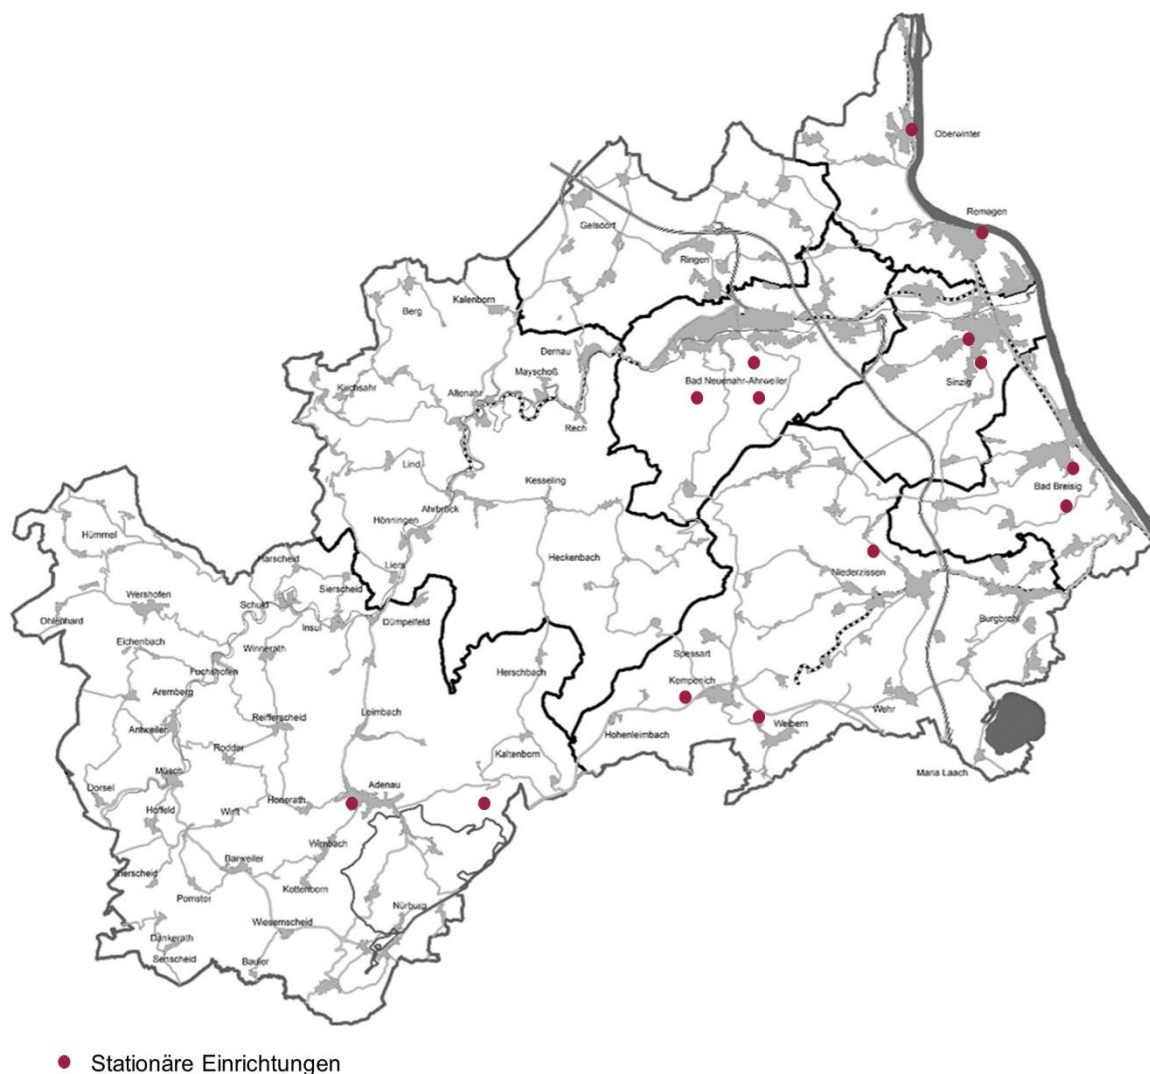 Oberwinter
Remagen
Gelsdorf
Ringen
Kalenborn
Berg
Dernau
Mayschoß
Kirchsahr
Altenahr
Rech
Bad Neuenahr-Ahrweiler
Sinzig
Lind
Kesseling
Ahrbrück
Bad Breisig
Hönningen
Hümmel
Harscheid
Heckenbach
Liers
Sierscheid
Niederzissen
Wershofen
Schuld
Ohlenhard
Insul
Dümpelfeld
Burgbrohl
Eichenbach
Winnerath
Fuchshofen
Spessart
Herschbach
Kempenich
Aremberg
Leimbach
Reifferscheid
Wehr
Antweiler
Weibern
Hohenleimbach
Rodder
Kaltenborn
Müsch
Maria Laach
Dorsel
Adenau
Honerath
Hoffeld
Wirft
Wimbach
Barweiler
Trierscheid
Kottenborn
Pomster
Nürburg
Wiesemscheid
Dankerath
Senscheid
Bauler
Stationäre Einrichtungen